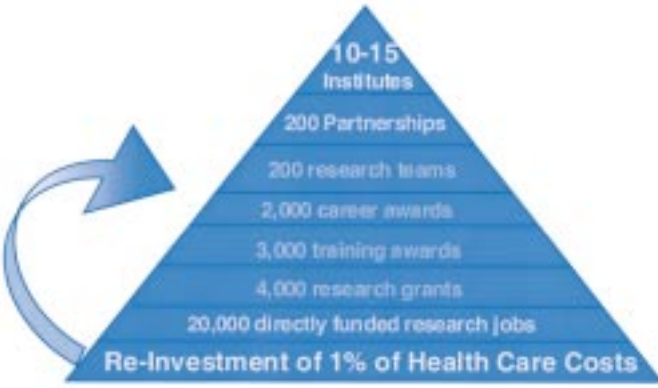 10-15
Institutes
200 Partnerships
200 research teams
2,000 career awards
3,000 training awards
4,000 research grants
20,000 directly funded research jobs
Re-Investment of 1% of Health Care Costs